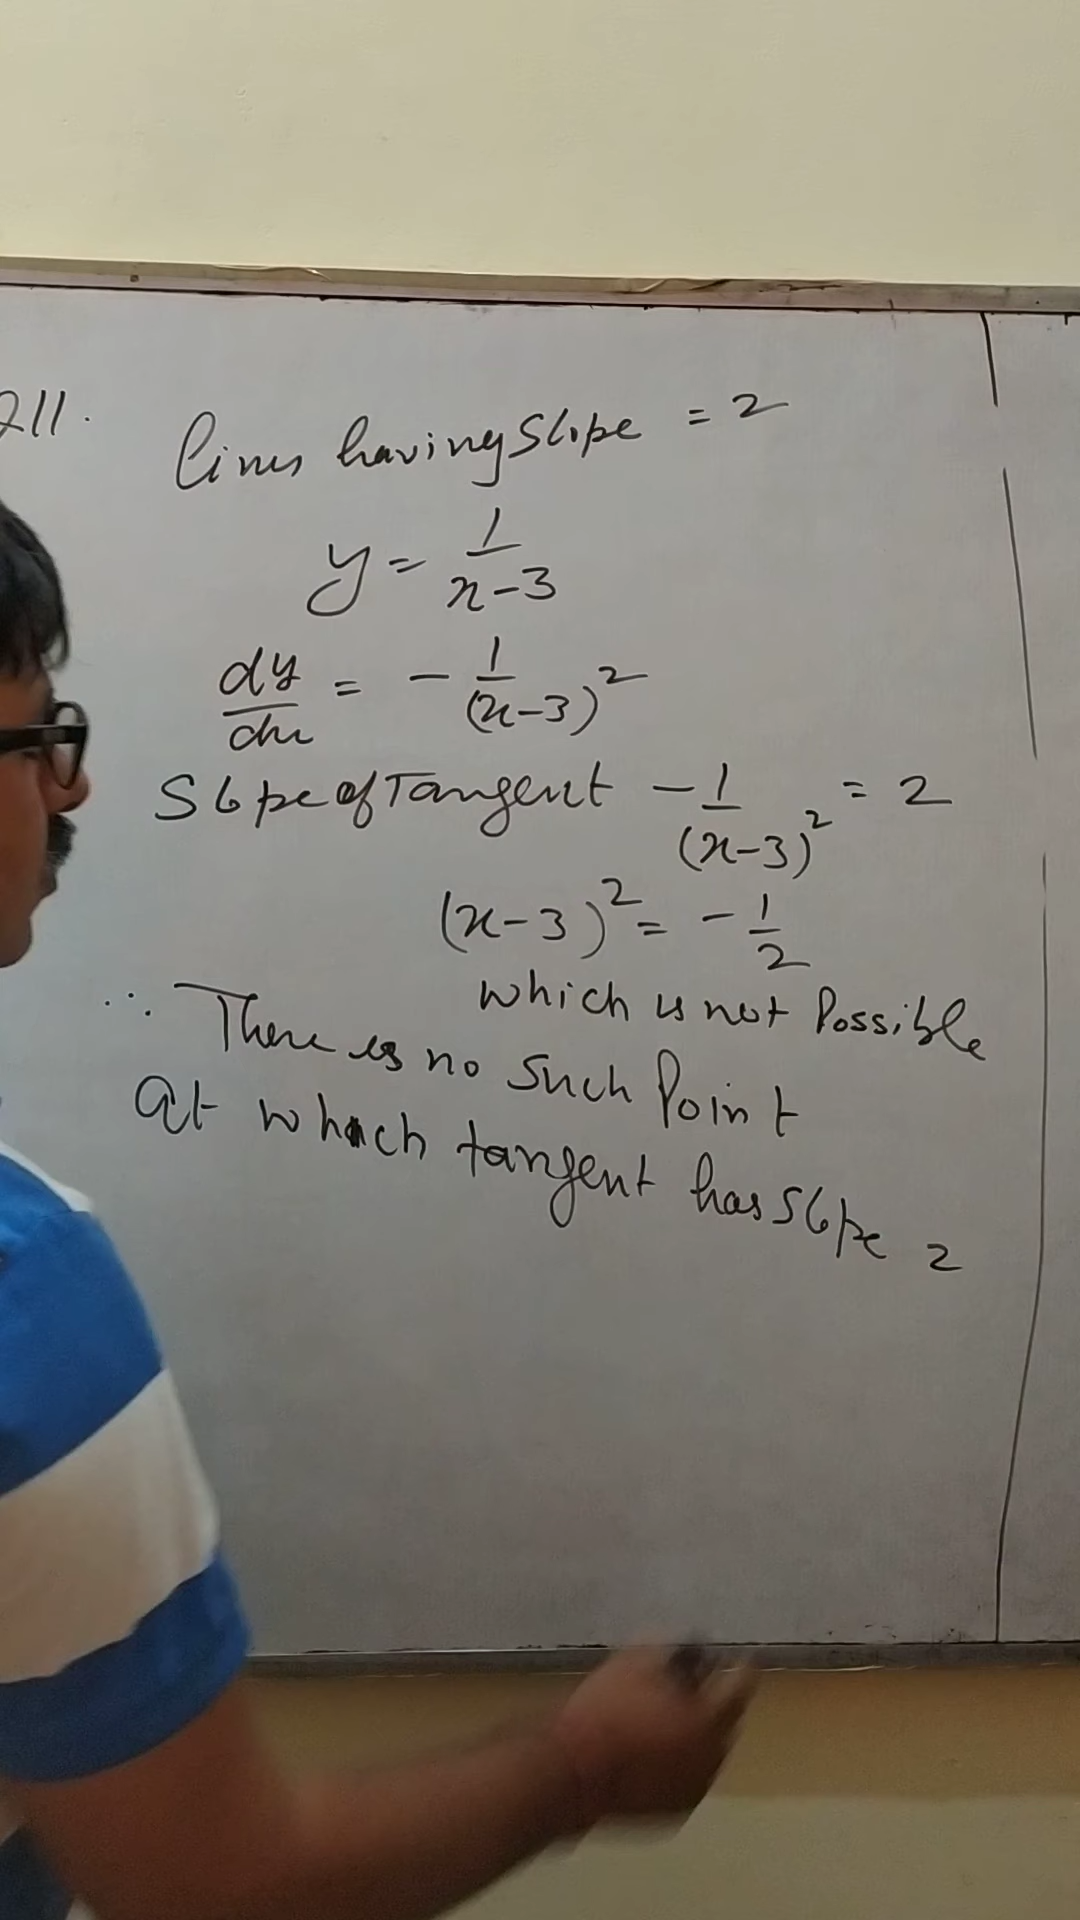 Q11. lines having Slope = 2
y = 1/(x-3)
dy/dx = - 1/(x-3)²
Slope of Tangent - 1/(x-3)² = 2
(x-3)² = - 1/2
which is not Possible
∴ There is no such Point
at which tangent has slope 2